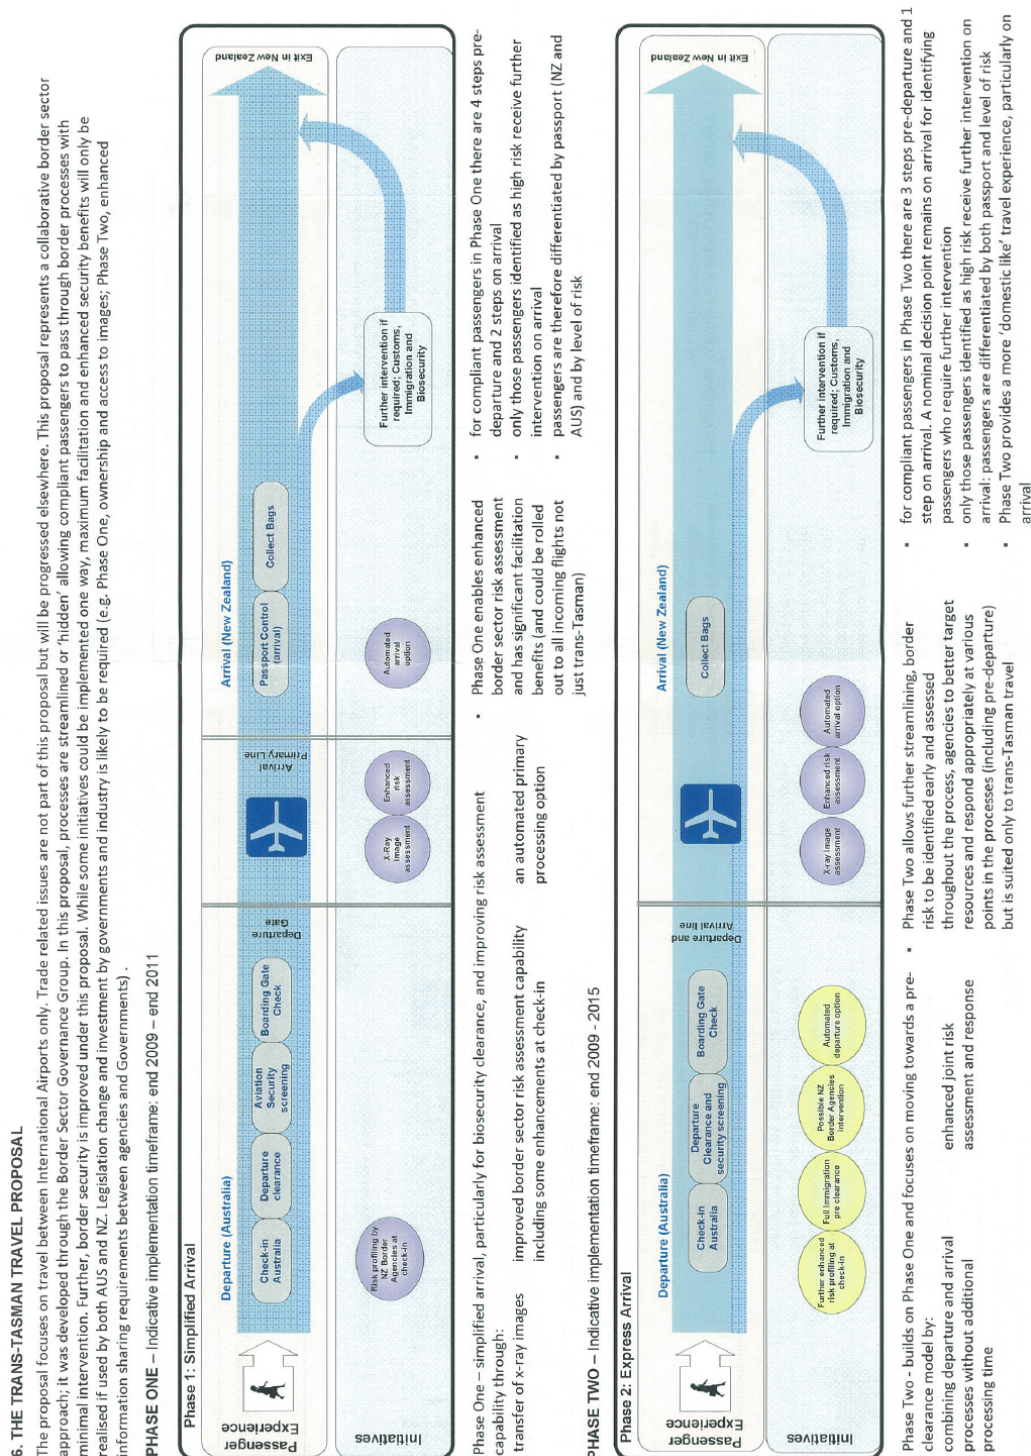 6. THE TRANS-TASMAN TRAVEL PROPOSAL
The proposal focuses on travel between International Airports only. Trade related issues are not part of this proposal but will be progressed elsewhere. This proposal represents a collaborative border sector
approach; it was developed through the Border Sector Governance Group. In this proposal, processes are streamlined or 'hidden' allowing compliant passengers to pass through border processes with
minimal intervention. Further, border security is improved under this proposal. While some initiatives could be implemented one way, maximum facilitation and enhanced security benefits will only be
realised if used by both AUS and NZ. Legislation change and investment by governments and industry is likely to be required (e.g. Phase One, ownership and access to images; Phase Two, enhanced
information sharing requirements between agencies and Governments) .
PHASE ONE – Indicative implementation timeframe: end 2009 – end 2011
Phase 1: Simplified Arrival
Passenger
Experience
Departure (Australia)
Check-in
Australia
Departure
clearance
Aviation
Security
screening
Boarding Gate
Check
Departure
Gate
Arrival
Primary Line
Arrival (New Zealand)
Passport Control
(arrival)
Collect Bags
Exit in New Zealand
Initiatives
Risk profiling by
NZ Border
Agencies at
check-in
X-Ray
image
assessment
Enhanced
risk
assessment
Automated
arrival
option
Further intervention if
required; Customs,
Immigration and
Biosecurity
Phase One – simplified arrival, particularly for biosecurity clearance, and improving risk assessment
capability through:
transfer of x-ray images
improved border sector risk assessment capability
including some enhancements at check-in
an automated primary
processing option
▪ Phase One enables enhanced
border sector risk assessment
and has significant facilitation
benefits (and could be rolled
out to all incoming flights not
just trans-Tasman)
▪ for compliant passengers in Phase One there are 4 steps pre-
departure and 2 steps on arrival
▪ only those passengers identified as high risk receive further
intervention on arrival
▪ passengers are therefore differentiated by passport (NZ and
AUS) and by level of risk
PHASE TWO – Indicative implementation timeframe: end 2009 - 2015
Phase 2: Express Arrival
Passenger
Experience
Departure (Australia)
Check-in
Australia
Departure
Clearance and
security screening
Boarding Gate
Check
Departure and
Arrival line
Arrival (New Zealand)
Collect Bags
Exit in New Zealand
Initiatives
Further enhanced
risk profiling at
check-in
Full Immigration
pre clearance
Possible NZ
Border Agencies
intervention
Automated
departure option
X-ray image
assessment
Enhanced risk
assessment
Automated
arrival option
Further intervention if
required; Customs,
Immigration and
Biosecurity
Phase Two - builds on Phase One and focuses on moving towards a pre-
clearance model by:
combining departure and arrival
processes without additional
processing time
enhanced joint risk
assessment and response
▪ Phase Two allows further streamlining, border
risk to be identified early and assessed
throughout the process, agencies to better target
resources and respond appropriately at various
points in the processes (including pre-departure)
but is suited only to trans-Tasman travel
▪ for compliant passengers in Phase Two there are 3 steps pre-departure and 1
step on arrival. A nominal decision point remains on arrival for identifying
passengers who require further intervention
▪ only those passengers identified as high risk receive further intervention on
arrival: passengers are differentiated by both passport and level of risk
▪ Phase Two provides a more 'domestic like' travel experience, particularly on
arrival